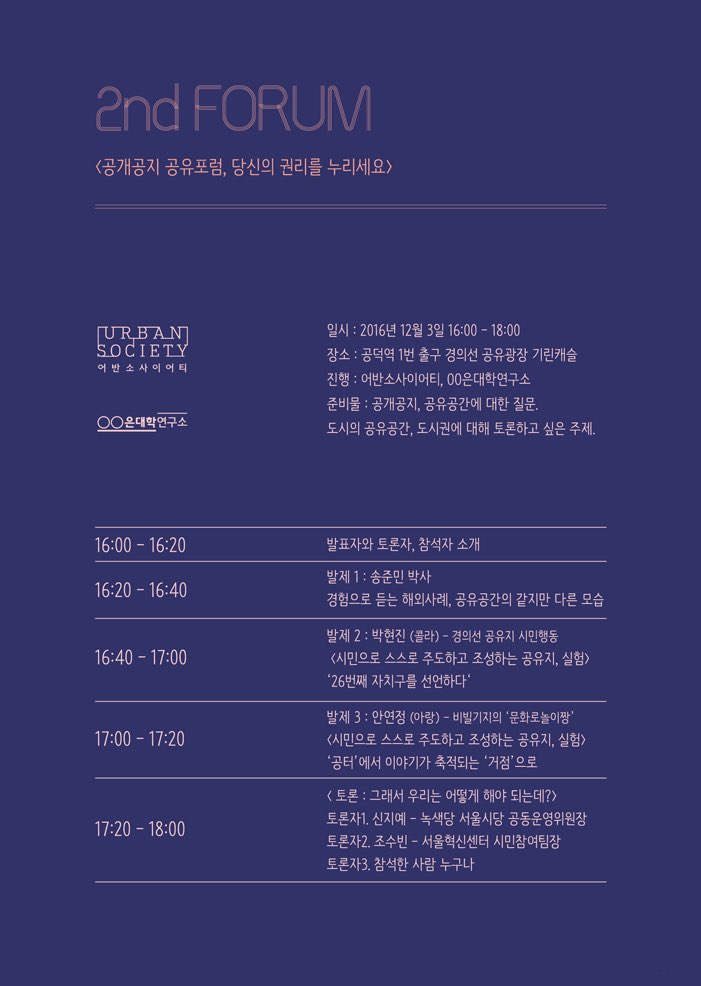 2nd FORUM
<공개공지 공유포럼, 당신의 권리를 누리세요>
URBAN
SOCIETY
어반소사이어티
○○은대학연구소
일시 : 2016년 12월 3일 16:00 – 18:00
장소 : 공덕역 1번 출구 경의선 공유광장 기린캐슬
진행 : 어반소사이어티, 00은대학연구소
준비물 : 공개공지, 공유공간에 대한 질문.
도시의 공유공간, 도시권에 대해 토론하고 싶은 주제.
16:00 – 16:20
발표자와 토론자, 참석자 소개
16:20 – 16:40
발제 1 : 송준민 박사
경험으로 듣는 해외사례, 공유공간의 같지만 다른 모습
16:40 – 17:00
발제 2 : 박현진 (콜라) – 경의선 공유지 시민행동
<시민으로 스스로 주도하고 조성하는 공유지, 실험>
‘26번째 자치구를 선언하다‘
17:00 – 17:20
발제 3 : 안연정 (아랑) – 비빌기지의 ‘문화로놀이짱’
<시민으로 스스로 주도하고 조성하는 공유지, 실험>
‘공터’에서 이야기가 축적되는 ‘거점’으로
17:20 – 18:00
< 토론 : 그래서 우리는 어떻게 해야 되는데?>
토론자1. 신지예 – 녹색당 서울시당 공동운영위원장
토론자2. 조수빈 – 서울혁신센터 시민참여팀장
토론자3. 참석한 사람 누구나